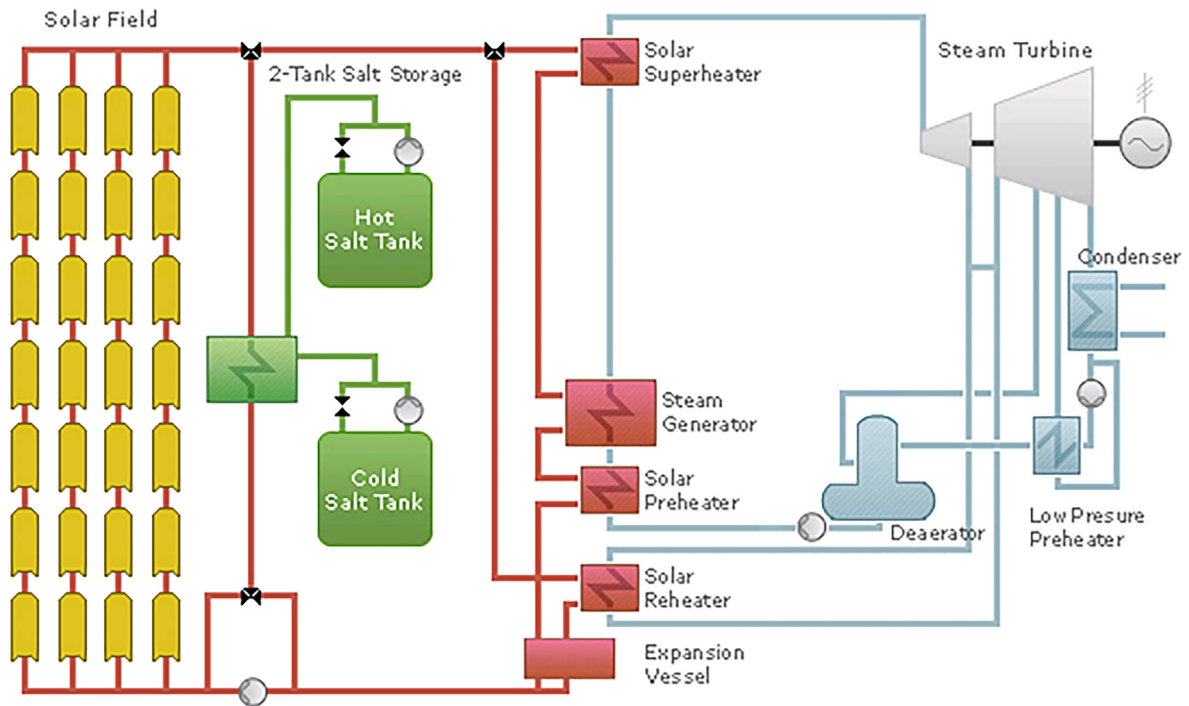 Solar Field
2-Tank Salt Storage
Hot
Salt Tank
Cold
Salt Tank
Solar
Superheater
Steam
Generator
Solar
Preheater
Solar
Reheater
Expansion
Vessel
Steam Turbine
Condenser
Deaerator
Low Presure
Preheater